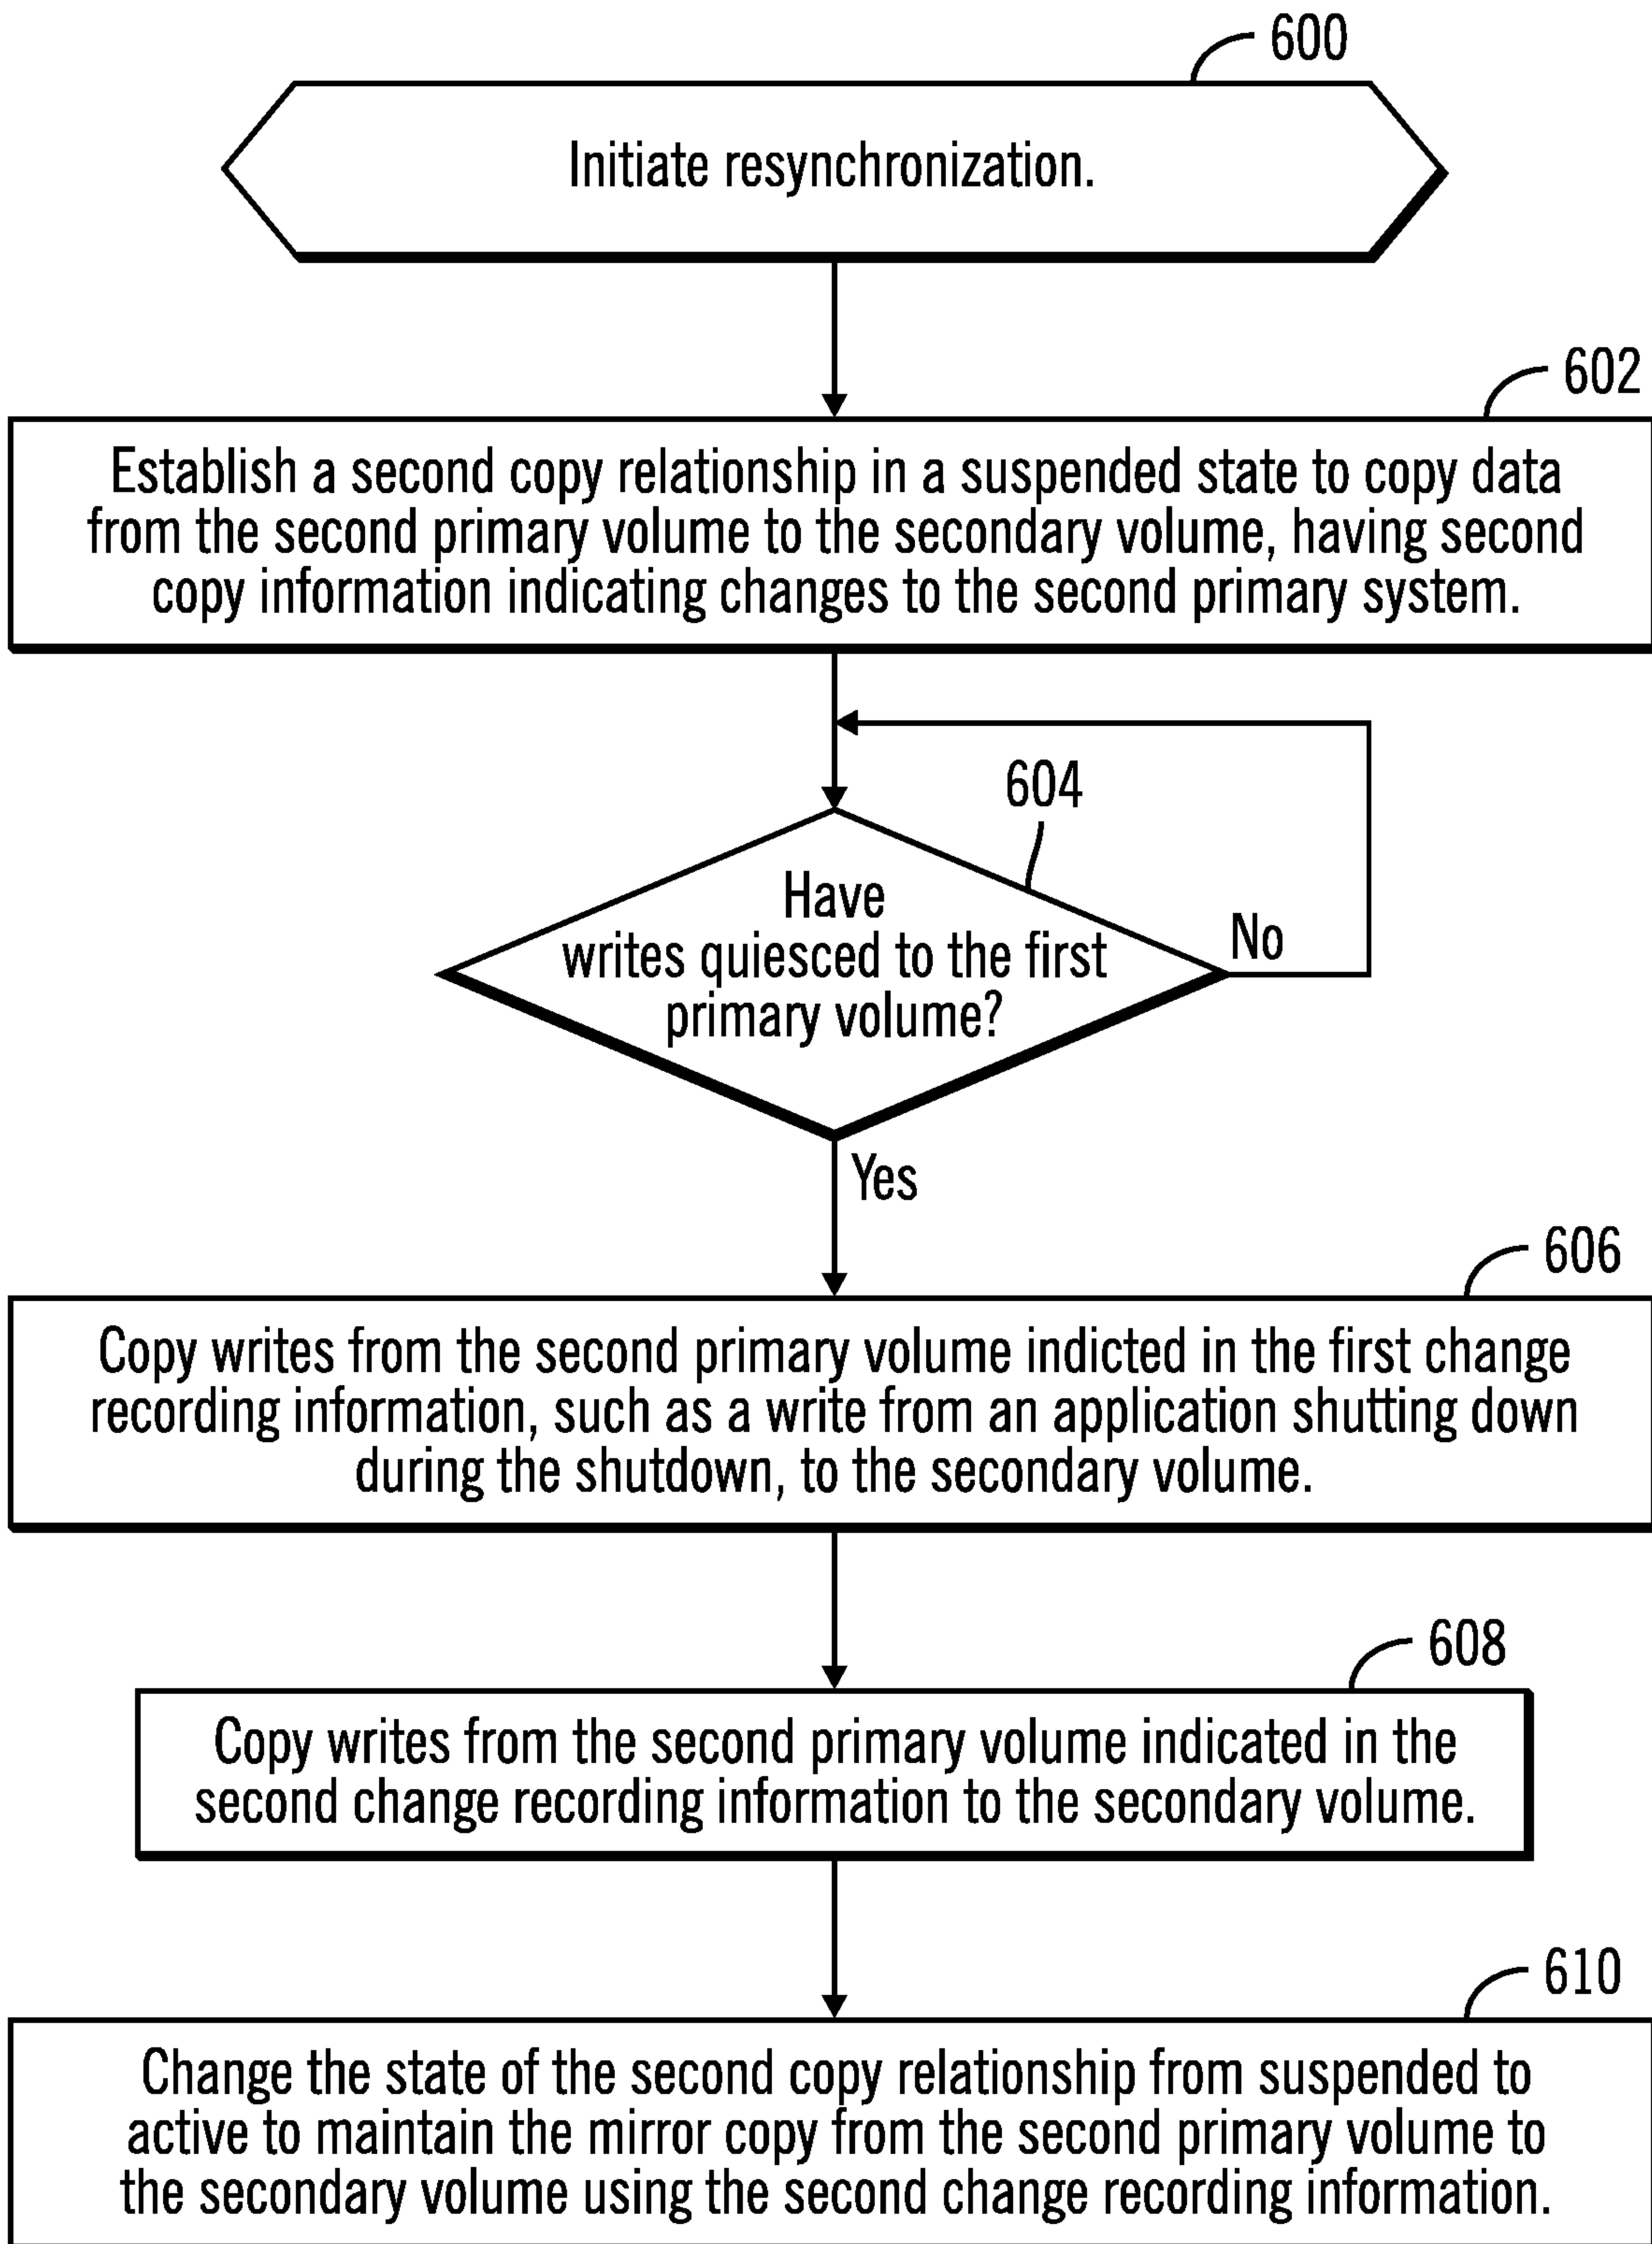 600
Initiate resynchronization.
602
Establish a second copy relationship in a suspended state to copy data
from the second primary volume to the secondary volume, having second
copy information indicating changes to the second primary system.
604
Have
writes quiesced to the first
primary volume?
No
Yes
606
Copy writes from the second primary volume indicted in the first change
recording information, such as a write from an application shutting down
during the shutdown, to the secondary volume.
608
Copy writes from the second primary volume indicated in the
second change recording information to the secondary volume.
610
Change the state of the second copy relationship from suspended to
active to maintain the mirror copy from the second primary volume to
the secondary volume using the second change recording information.